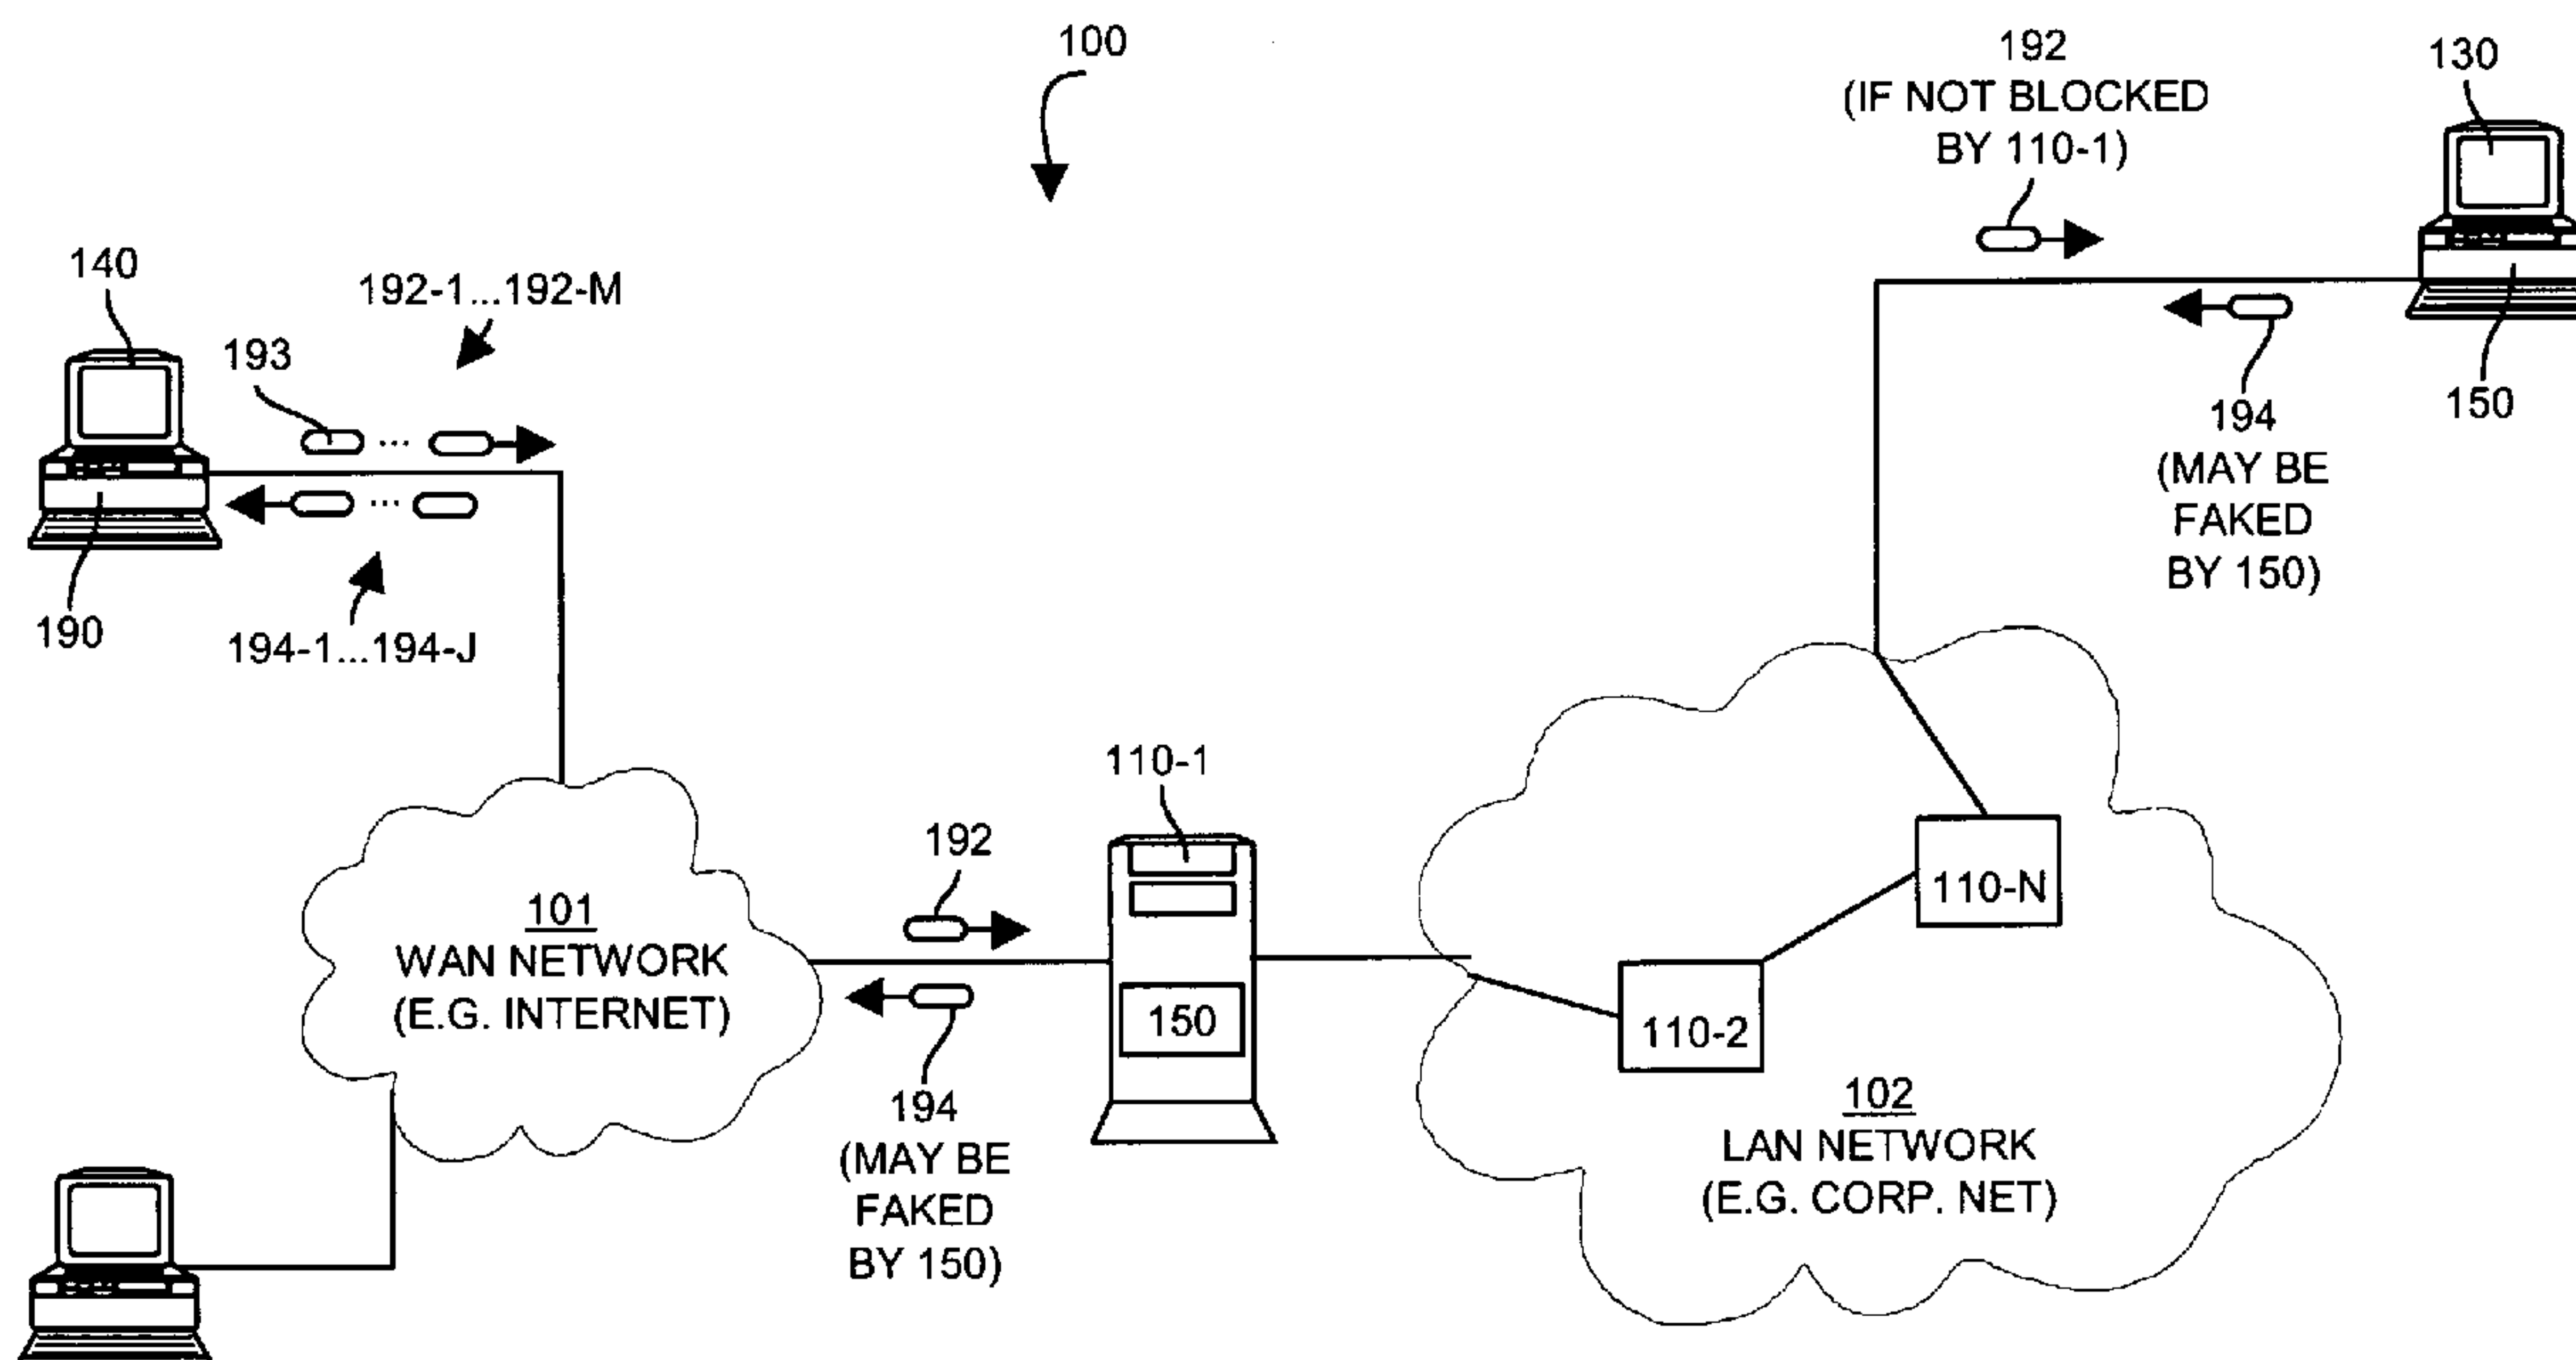 100
192
(IF NOT BLOCKED
BY 110-1)
130
140
192-1...192-M
193
194
(MAY BE
FAKED
BY 150)
150
190
194-1...194-J
110-1
192
110-N
101
WAN NETWORK
(E.G. INTERNET)
150
110-2
194
(MAY BE
FAKED
BY 150)
102
LAN NETWORK
(E.G. CORP. NET)